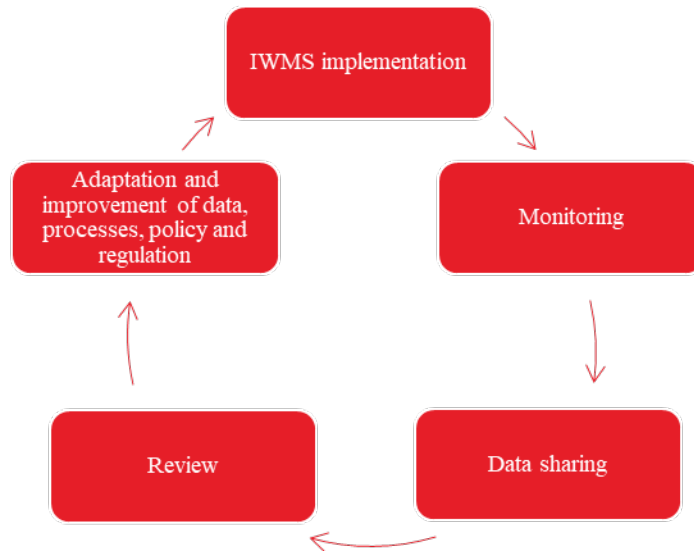 IWMS implementation
Monitoring
Data sharing
Review
Adaptation and
improvement of data,
processes, policy and
regulation